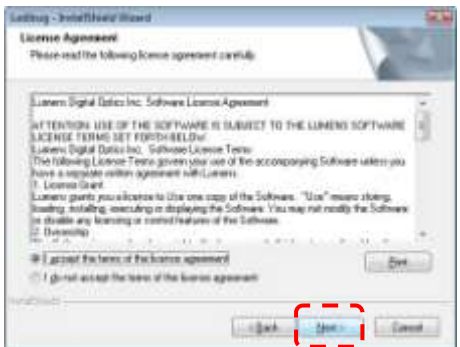 Ladibug - InstallShield Wizard
License Agreement
Please read the following license agreement carefully.
Lumens Digital Optics Inc. Software License Agreement
ATTENTION: USE OF THE SOFTWARE IS SUBJECT TO THE LUMENS SOFTWARE
LICENSE TERMS SET FORTH BELOW
Lumens Digital Optics Inc. Software License Terms
The following License Terms govern your use of the accompanying Software unless you
have a separate written agreement with Lumens.
1. License Grant
Lumens grants you a license to Use one copy of the Software. "Use" means storing,
loading, installing, executing or displaying the Software. You may not modify the Software
or disable any licensing or control features of the Software.
2. Ownership
I accept the terms of the license agreement
Print
I do not accept the terms of the license agreement
InstallShield
< Back
Next >
Cancel